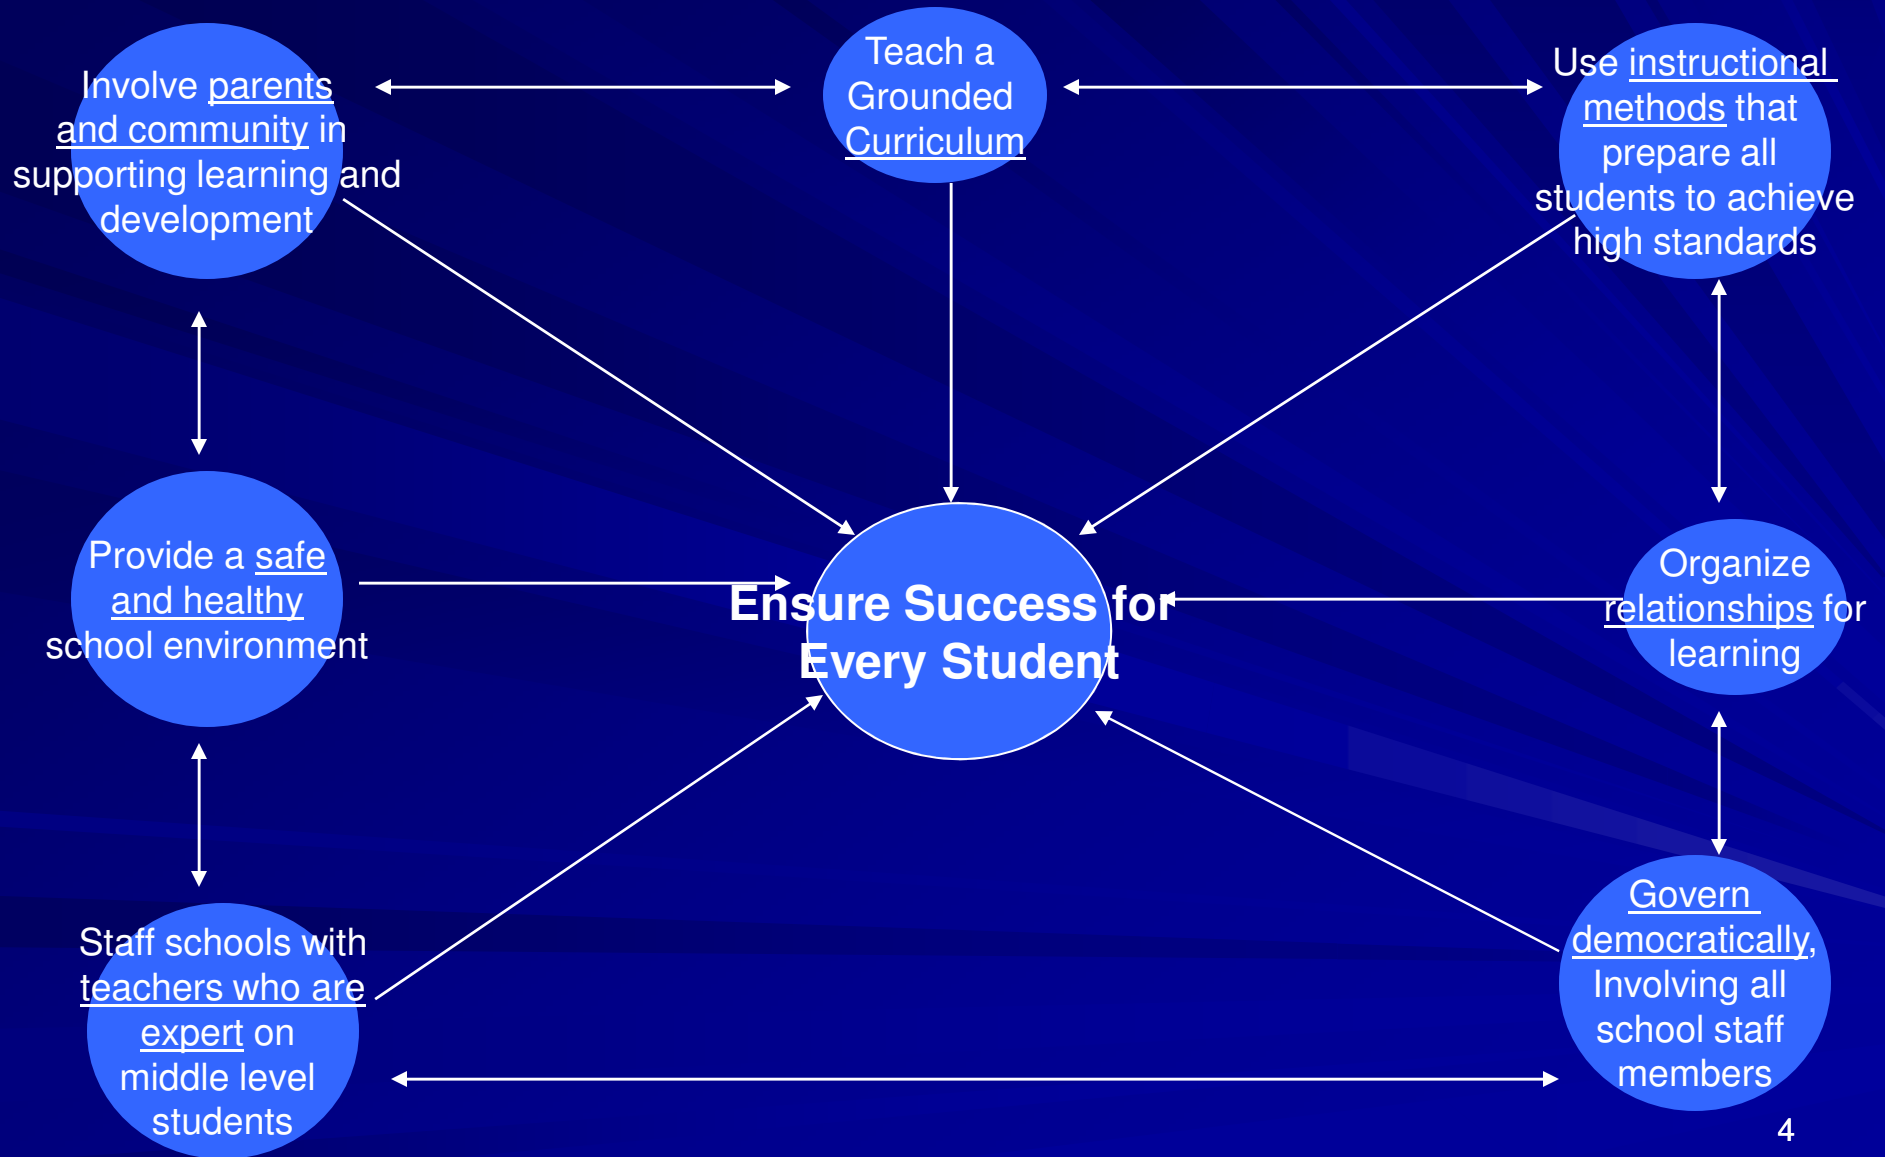 Involve parents
and community in
supporting learning and
development
Teach a
Grounded
Curriculum
Use instructional
methods that
prepare all
students to achieve
high standards
Provide a safe
and healthy
school environment
Ensure Success for
Every Student
Organize
relationships for
learning
Staff schools with
teachers who are
expert on
middle level
students
Govern
democratically,
Involving all
school staff
members
4